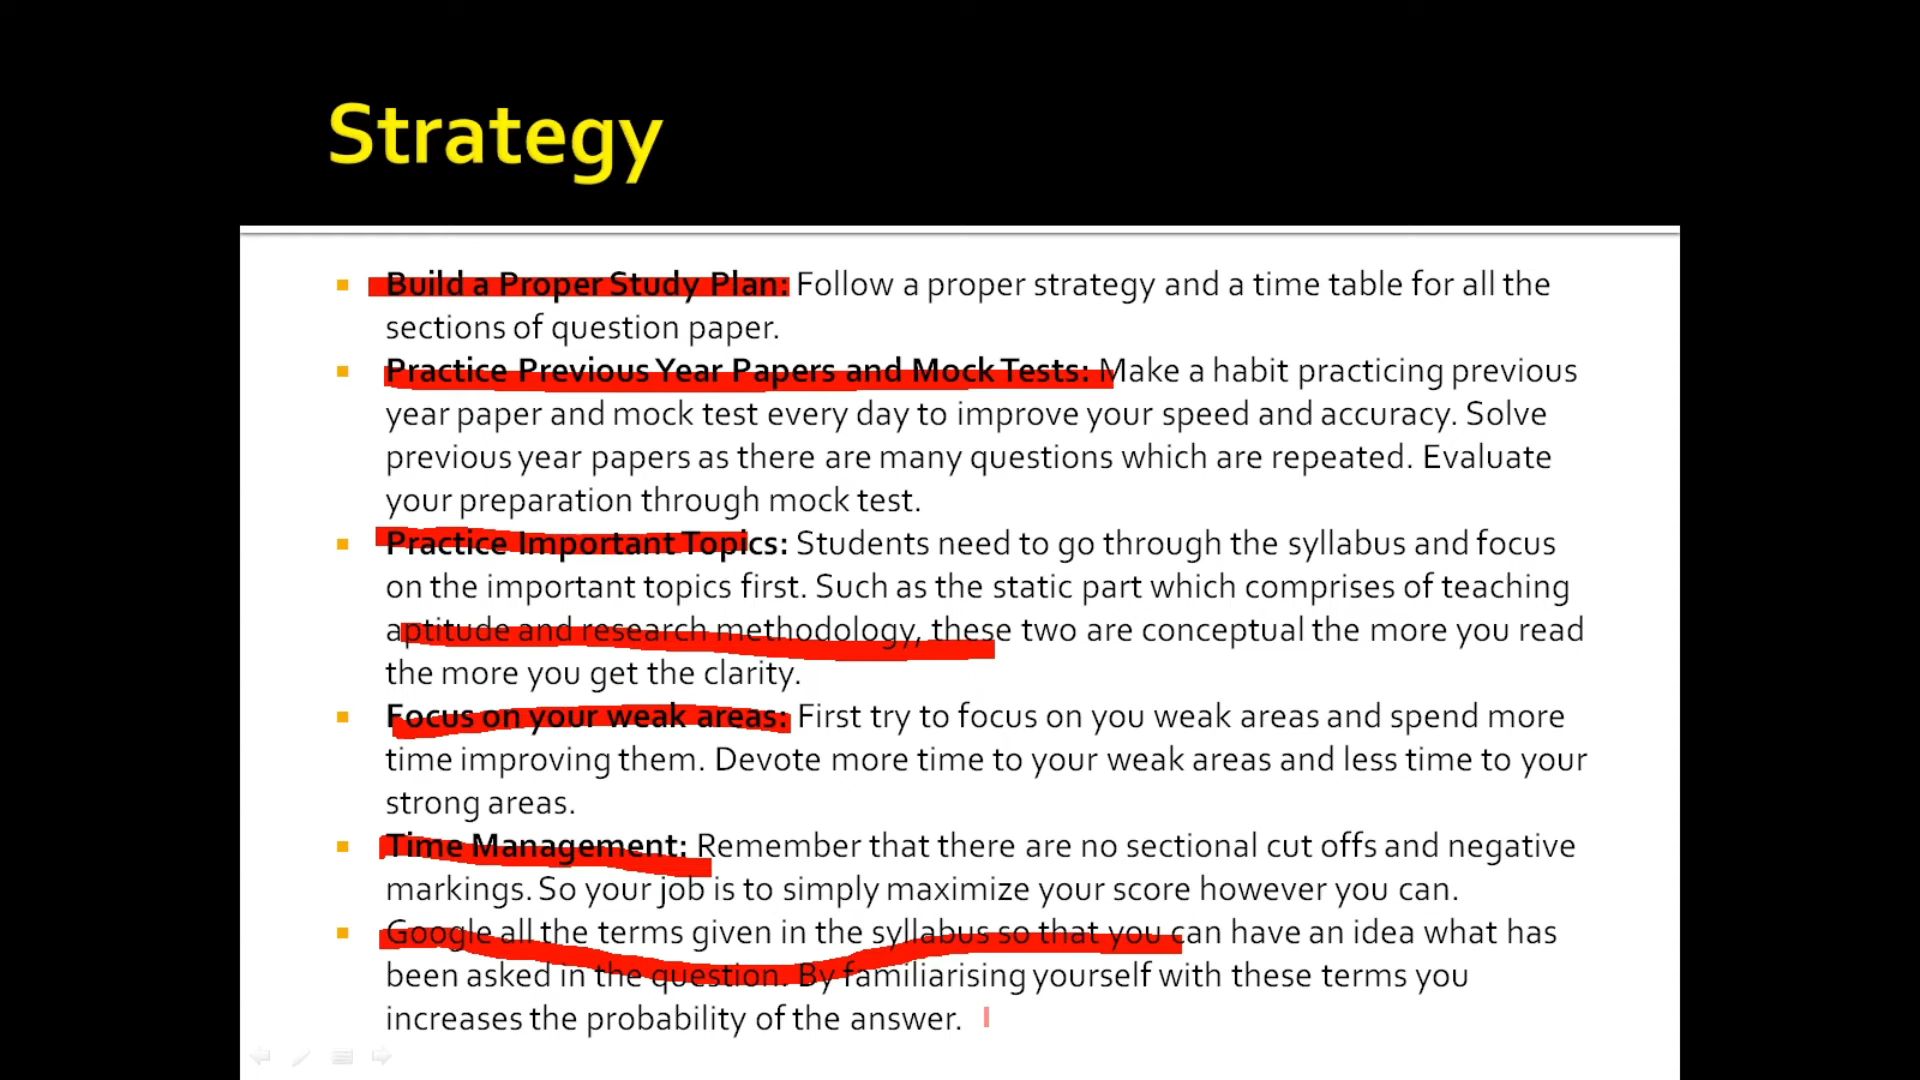 Strategy
Build a Proper Study Plan: Follow a proper strategy and a time table for all the
sections of question paper.
Practice Previous Year Papers and Mock Tests: Make a habit practicing previous
year paper and mock test every day to improve your speed and accuracy. Solve
previous year papers as there are many questions which are repeated. Evaluate
your preparation through mock test.
Practice Important Topics: Students need to go through the syllabus and focus
on the important topics first. Such as the static part which comprises of teaching
aptitude and research methodology, these two are conceptual the more you read
the more you get the clarity.
Focus on your weak areas: First try to focus on you weak areas and spend more
time improving them. Devote more time to your weak areas and less time to your
strong areas.
Time Management: Remember that there are no sectional cut offs and negative
markings. So your job is to simply maximize your score however you can.
Google all the terms given in the syllabus so that you can have an idea what has
been asked in the question. By familiarising yourself with these terms you
increases the probability of the answer.